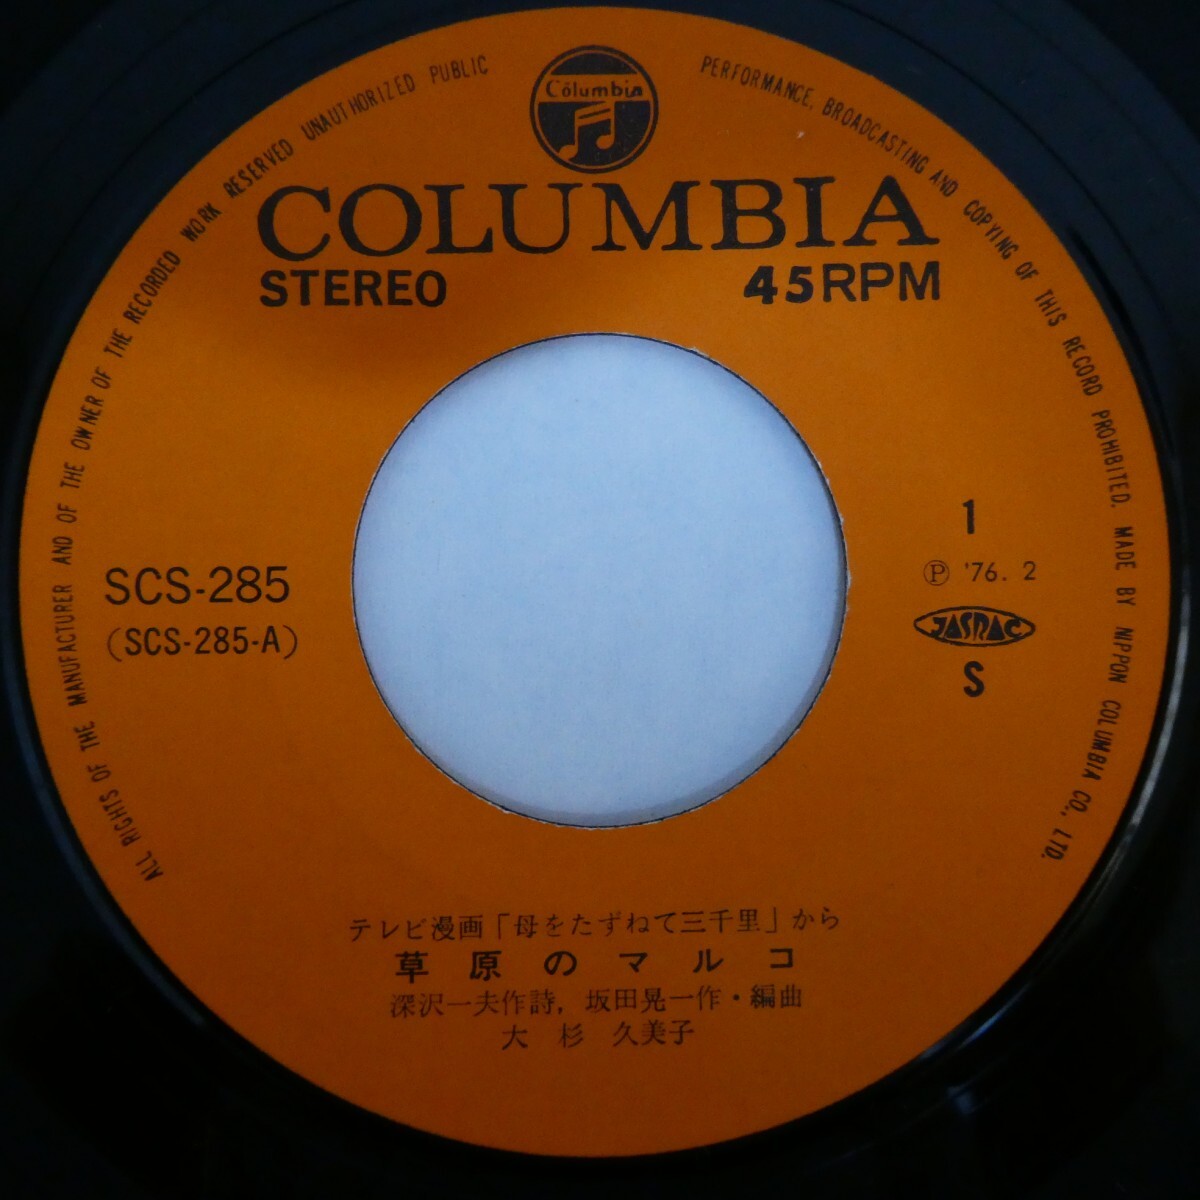 Columbia
ALL RIGHTS OF THE MANUFACTURER AND OF THE OWNER OF THE RECORDED WORK RESERVED UNAUTHORIZED PUBLIC PERFORMANCE, BROADCASTING AND COPYING OF THIS RECORD PROHIBITED. MADE BY NIPPON COLUMBIA CO., LTD.
COLUMBIA
STEREO 45RPM
SCS-285
(SCS-285-A)
1
Ⓟ '76. 2
JASRAC
S
テレビ漫画「母をたずねて三千里」から
草原のマルコ
深沢一夫作詩, 坂田晃一作・編曲
大杉 久美子